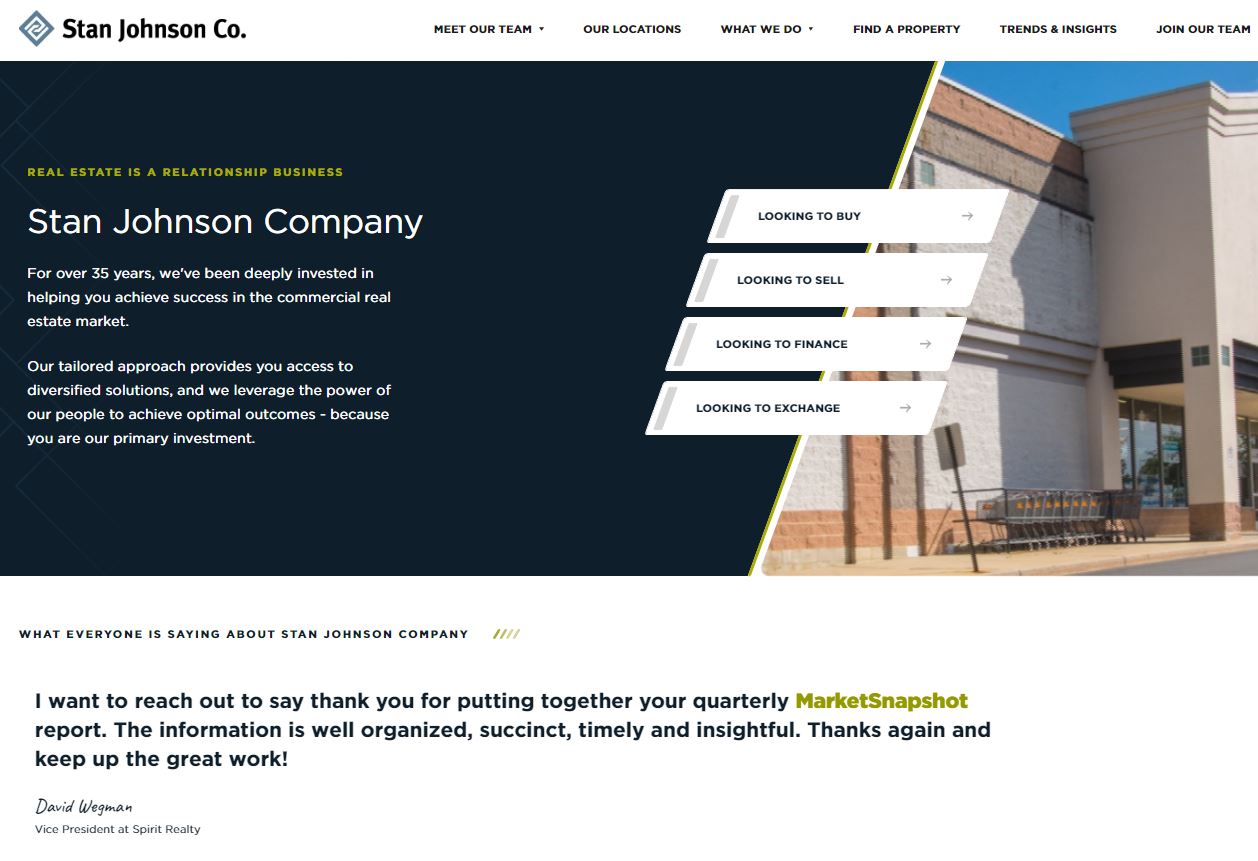 Stan Johnson Co.
MEET OUR TEAM
OUR LOCATIONS
WHAT WE DO
FIND A PROPERTY
TRENDS & INSIGHTS
JOIN OUR TEAM
REAL ESTATE IS A RELATIONSHIP BUSINESS
Stan Johnson Company
For over 35 years, we've been deeply invested in
helping you achieve success in the commercial real
estate market.
Our tailored approach provides you access to
diversified solutions, and we leverage the power of
our people to achieve optimal outcomes - because
you are our primary investment.
LOOKING TO BUY
LOOKING TO SELL
LOOKING TO FINANCE
LOOKING TO EXCHANGE
WHAT EVERYONE IS SAYING ABOUT STAN JOHNSON COMPANY
I want to reach out to say thank you for putting together your quarterly MarketSnapshot
report. The information is well organized, succinct, timely and insightful. Thanks again and
keep up the great work!
David Wegman
Vice President at Spirit Realty